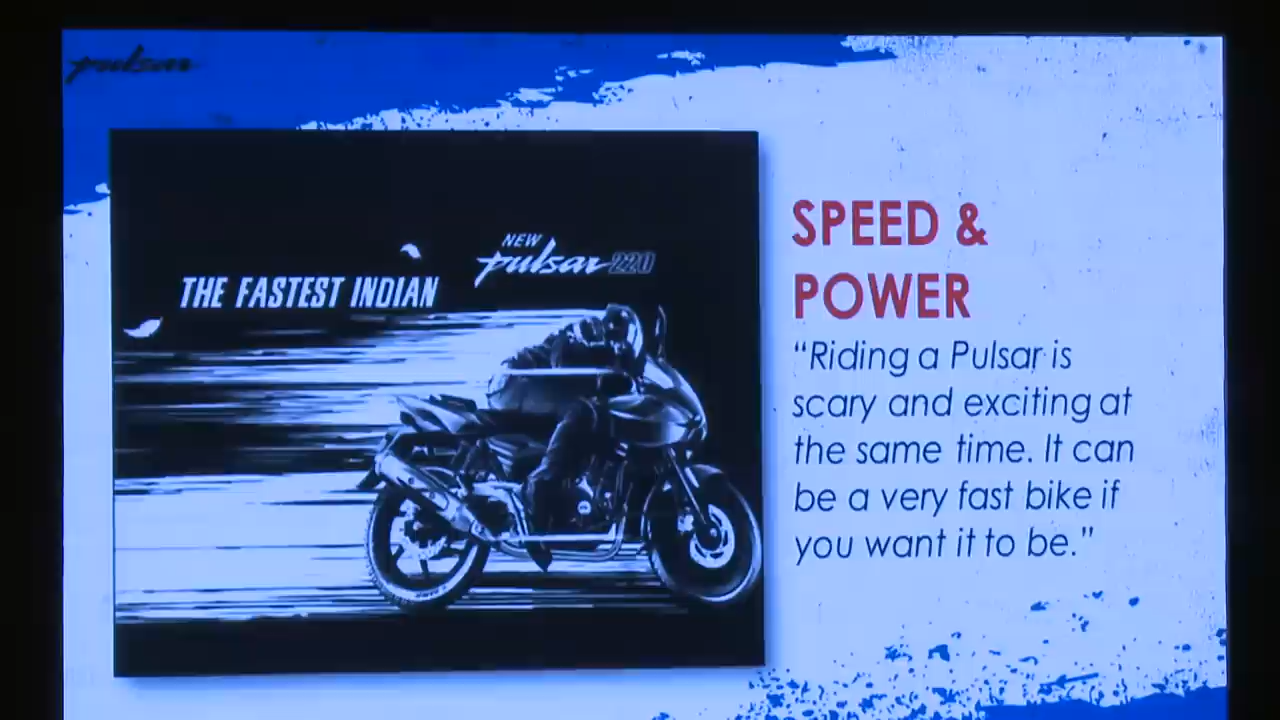 pulsar
NEW
pulsar 220
THE FASTEST INDIAN
SPEED &
POWER
“Riding a Pulsar is
scary and exciting at
the same time. It can
be a very fast bike if
you want it to be.”